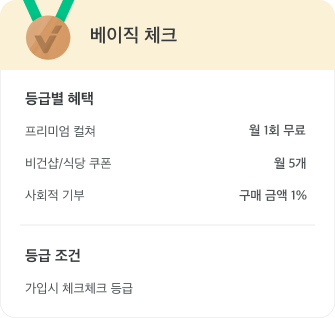 베이직 체크
등급별 혜택
프리미엄 컬쳐 월 1회 무료
비건샵/식당 쿠폰 월 5개
사회적 기부 구매 금액 1%
등급 조건
가입시 체크체크 등급